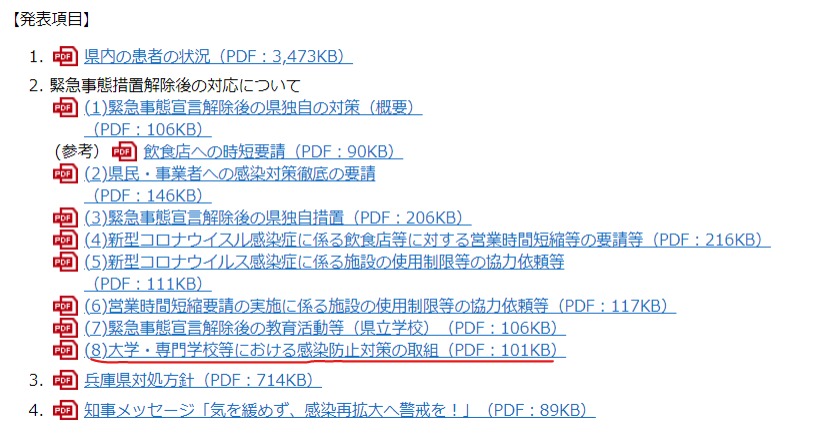 【発表項目】
1. PDF 県内の患者の状況（PDF：3,473KB）
2. 緊急事態措置解除後の対応について
PDF (1)緊急事態宣言解除後の県独自の対策（概要）
（PDF：106KB）
(参考) PDF 飲食店への時短要請（PDF：90KB）
PDF (2)県民・事業者への感染対策徹底の要請
（PDF：146KB）
PDF (3)緊急事態宣言解除後の県独自措置（PDF：206KB）
PDF (4)新型コロナウイスル感染症に係る飲食店等に対する営業時間短縮等の要請等（PDF：216KB）
PDF (5)新型コロナウイルス感染症に係る施設の使用制限等の協力依頼等
（PDF：111KB）
PDF (6)営業時間短縮要請の実施に係る施設の使用制限等の協力依頼等（PDF：117KB）
PDF (7)緊急事態宣言解除後の教育活動等（県立学校）（PDF：106KB）
PDF (8)大学・専門学校等における感染防止対策の取組（PDF：101KB）
3. PDF 兵庫県対処方針（PDF：714KB）
4. PDF 知事メッセージ「気を緩めず、感染再拡大へ警戒を！」（PDF：89KB）